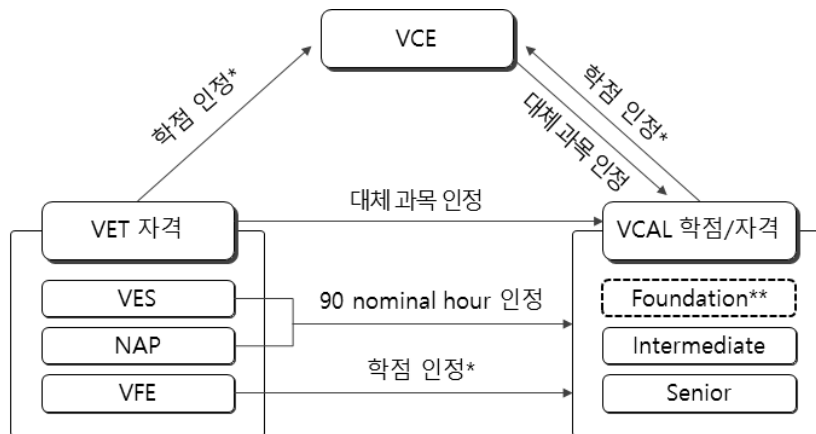 VCE
학점 인정*
학점 인정*
대체 과목 인정
VET 자격
대체 과목 인정
VCAL 학점/자격
VES
90 nominal hour 인정
Foundation**
NAP
Intermediate
VFE
학점 인정*
Senior